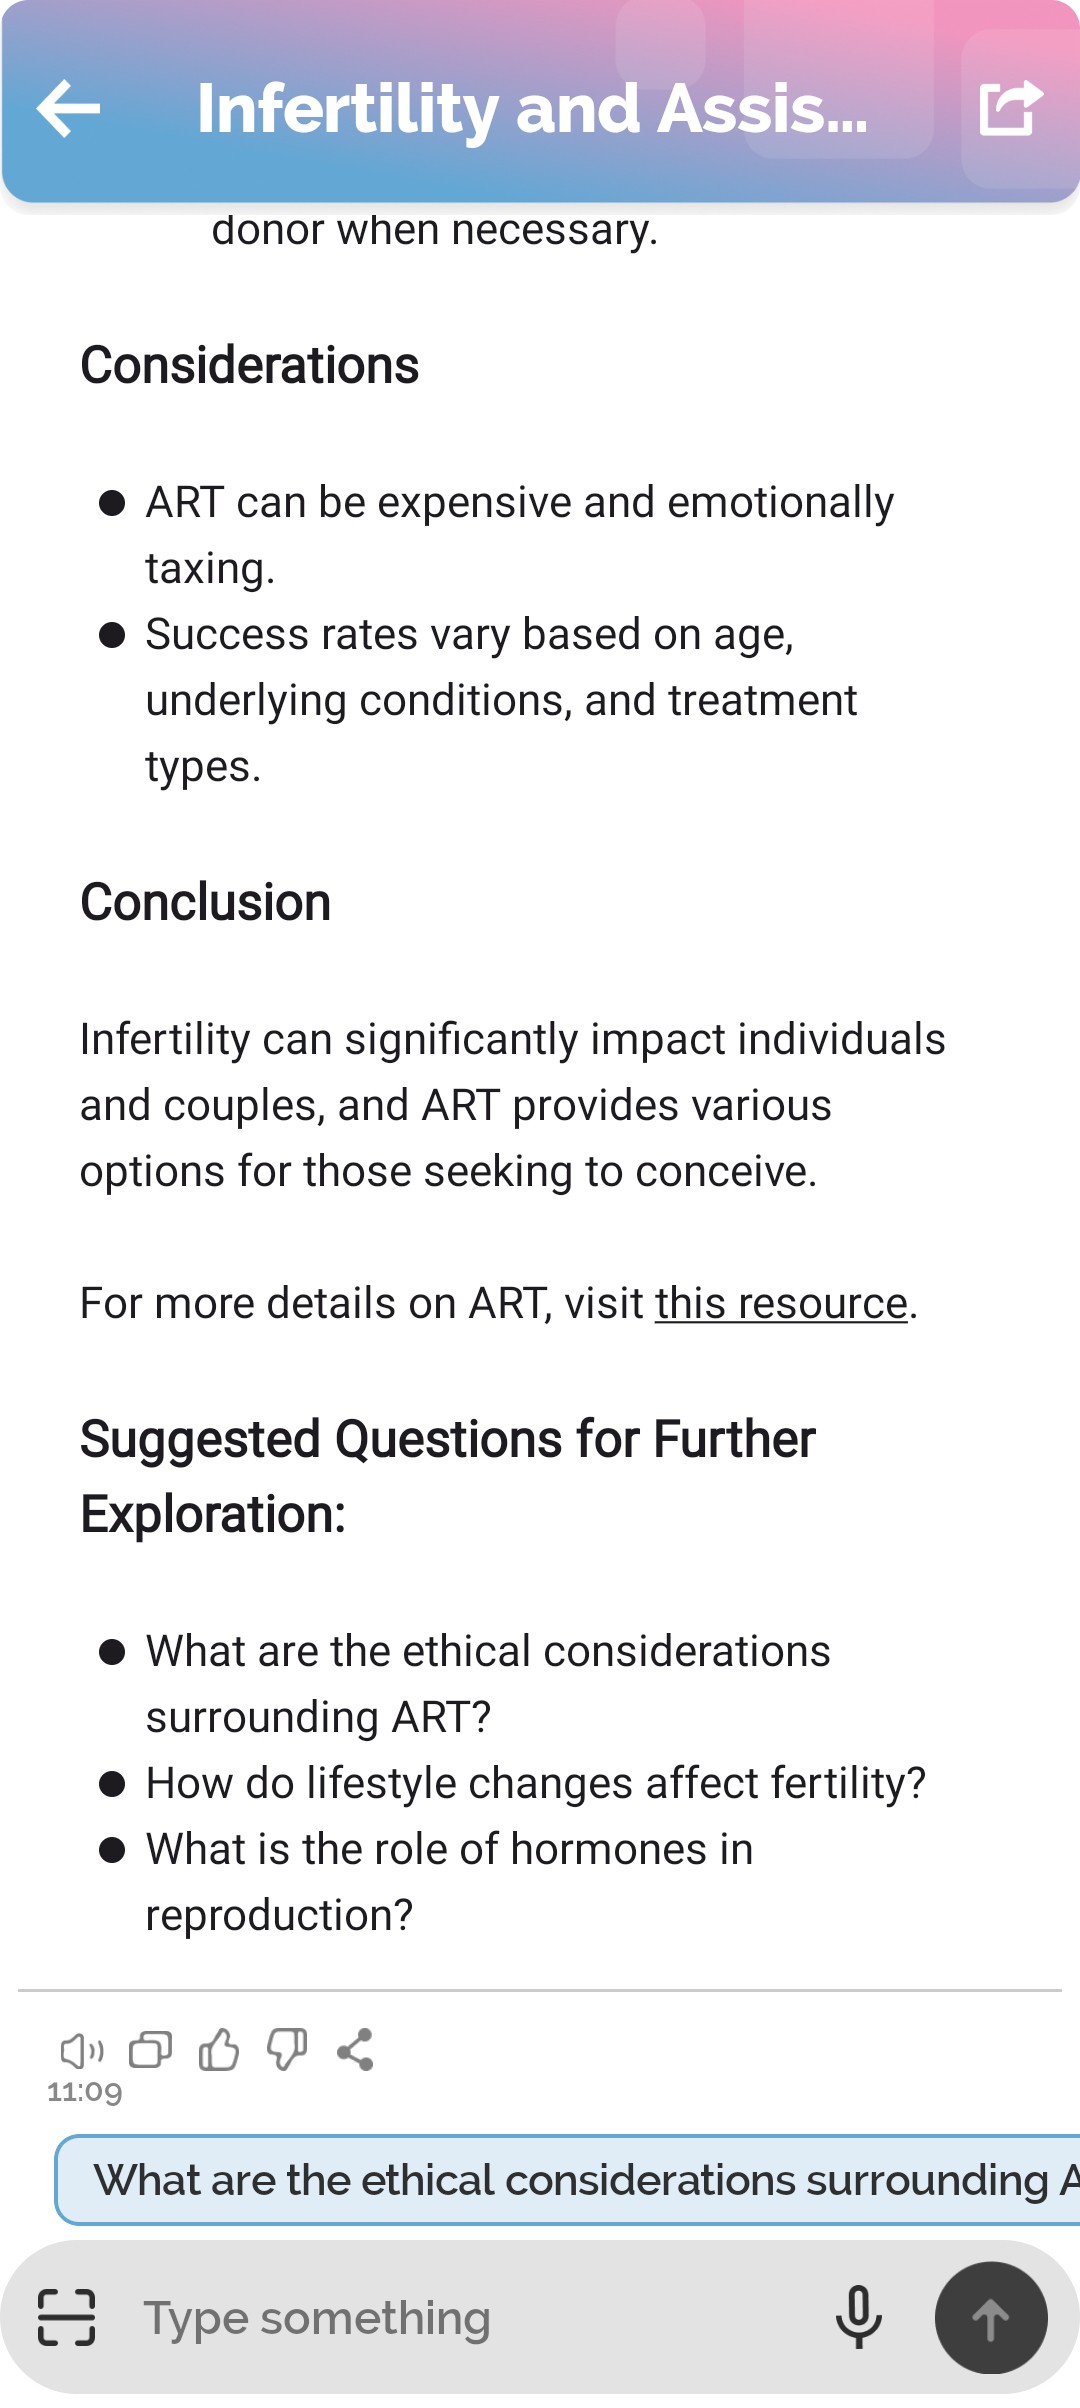 Infertility and Assis...
donor when necessary.
Considerations
ART can be expensive and emotionally
taxing.
Success rates vary based on age,
underlying conditions, and treatment
types.
Conclusion
Infertility can significantly impact individuals
and couples, and ART provides various
options for those seeking to conceive.
For more details on ART, visit this resource.
Suggested Questions for Further
Exploration:
What are the ethical considerations
surrounding ART?
How do lifestyle changes affect fertility?
What is the role of hormones in
reproduction?
11:09
What are the ethical considerations surrounding A
Type something